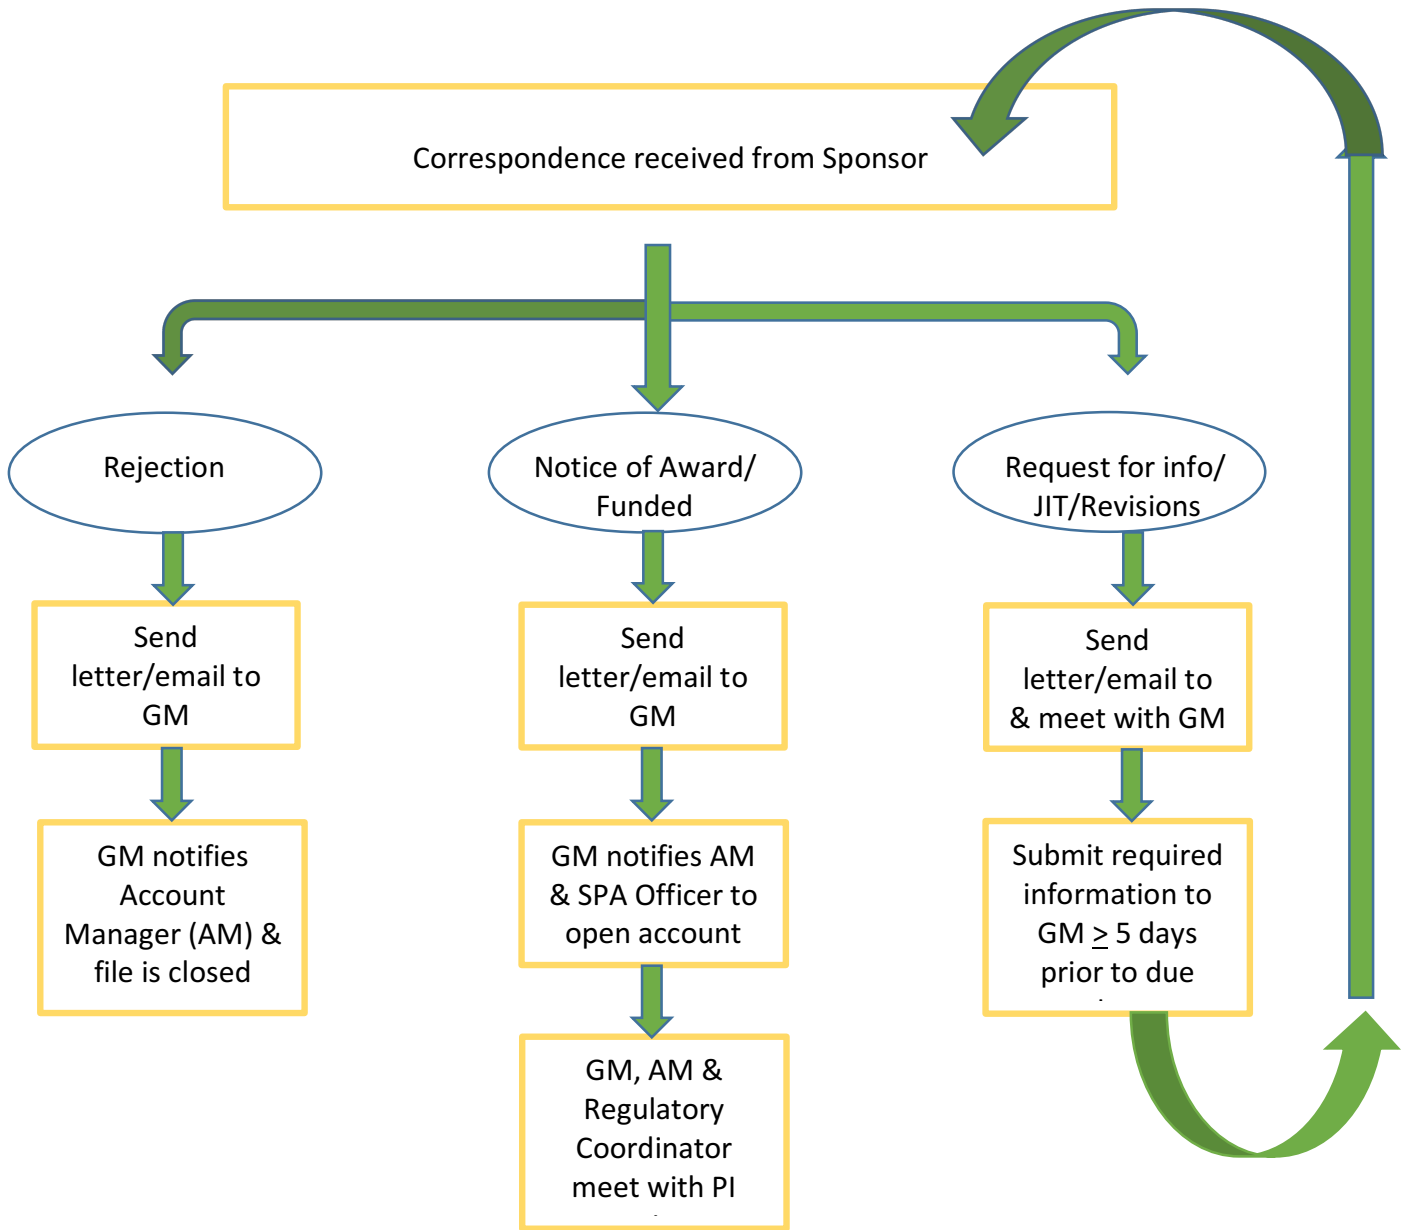 Correspondence received from Sponsor
Rejection
Notice of Award/
Funded
Request for info/
JIT/Revisions
Send
letter/email to
GM
Send
letter/email to
GM
Send
letter/email to
& meet with GM
GM notifies
Account
Manager (AM) &
file is closed
GM notifies AM
& SPA Officer to
open account
Submit required
information to
GM ≥ 5 days
prior to due
GM, AM &
Regulatory
Coordinator
meet with PI